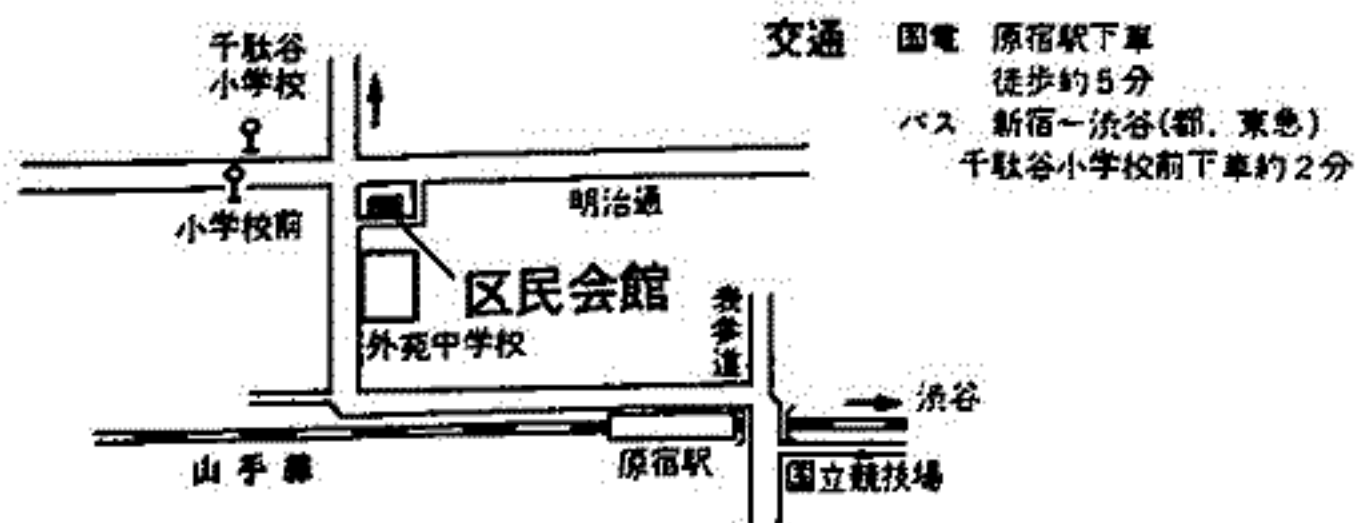 千駄谷
小学校
小学校前
明治通
区民会館
外苑中学校
表参道
渋谷
山手線
原宿駅
国立競技場
交通 国電 原宿駅下車
徒歩約5分
バス 新宿~渋谷(都、東急)
千駄谷小学校前下車約2分